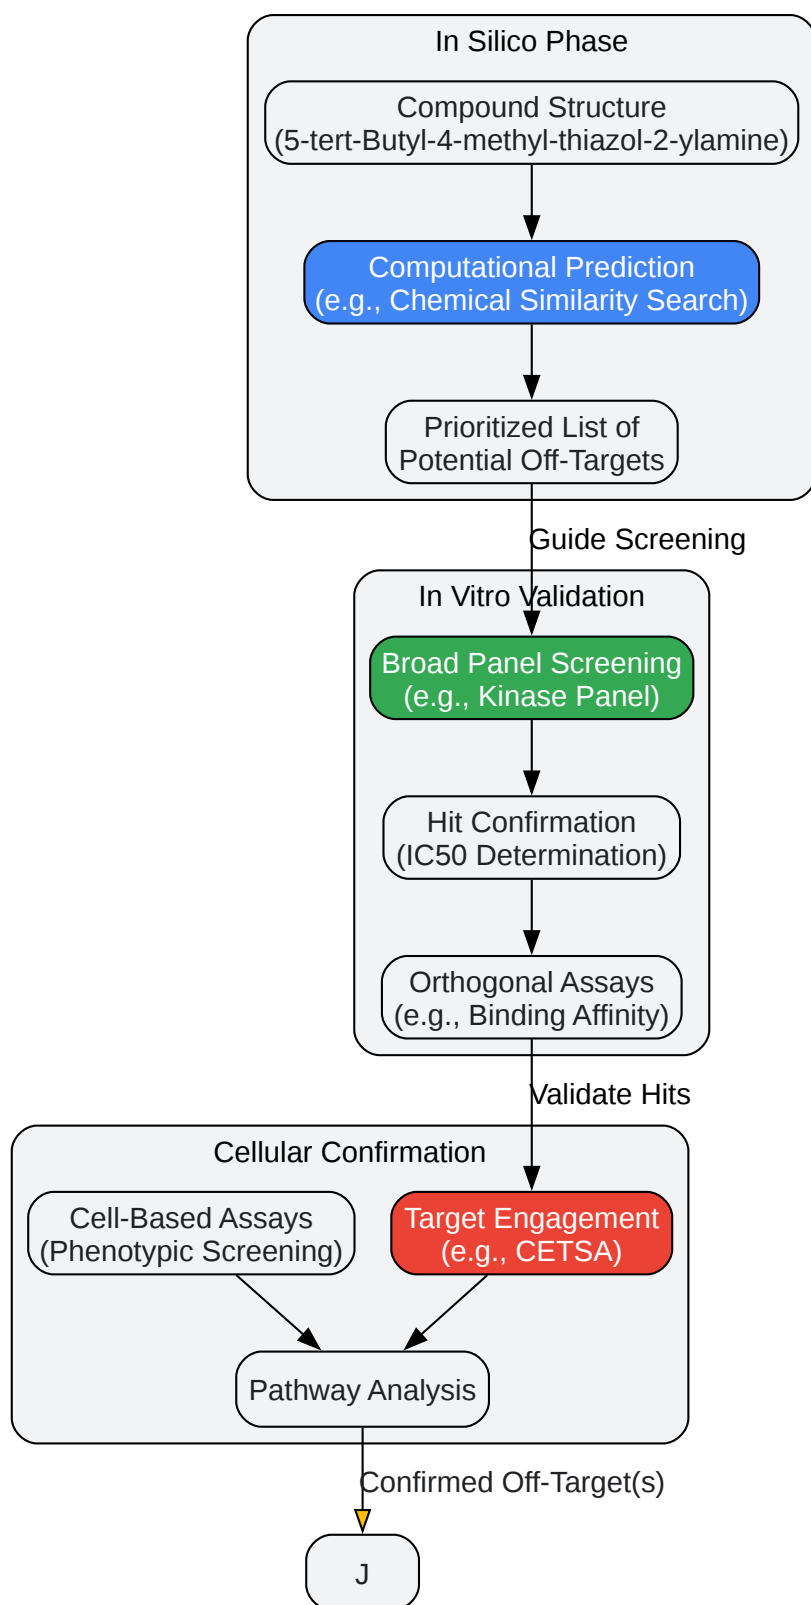 In Silico Phase
Compound Structure
(5-tert-Butyl-4-methyl-thiazol-2-ylamine)
Computational Prediction
(e.g., Chemical Similarity Search)
Prioritized List of
Potential Off-Targets
Guide Screening
In Vitro Validation
Broad Panel Screening
(e.g., Kinase Panel)
Hit Confirmation
(IC50 Determination)
Orthogonal Assays
(e.g., Binding Affinity)
Validate Hits
Cellular Confirmation
Cell-Based Assays
(Phenotypic Screening)
Target Engagement
(e.g., CETSA)
Pathway Analysis
Confirmed Off-Target(s)
J